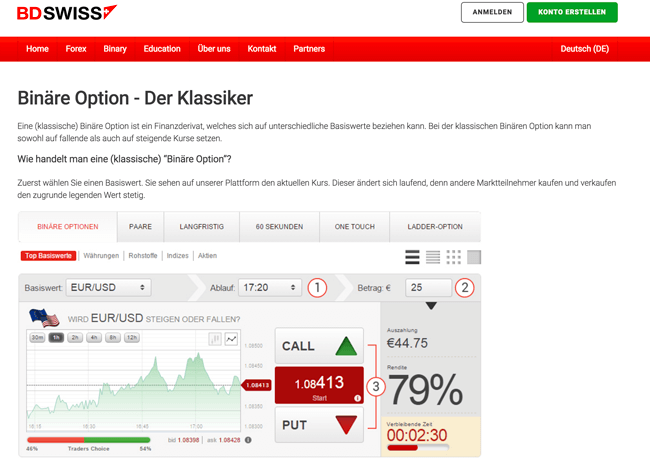 BDSWISS
ANMELDEN
KONTO ERSTELLEN
Home Forex Binary Education Über uns Kontakt Partners Deutsch (DE)
Binäre Option - Der Klassiker
Eine (klassische) Binäre Option ist ein Finanzderivat, welches sich auf unterschiedliche Basiswerte beziehen kann. Bei der klassischen Binären Option kann man
sowohl auf fallende als auch auf steigende Kurse setzen.
Wie handelt man eine (klassische) "Binäre Option"?
Zuerst wählen Sie einen Basiswert. Sie sehen auf unserer Plattform den aktuellen Kurs. Dieser ändert sich laufend, denn andere Marktteilnehmer kaufen und verkaufen
den zugrunde legenden Wert stetig.
BINÄRE OPTIONEN PAARE LANGFRISTIG 60 SEKUNDEN ONE TOUCH LADDER-OPTION
Top Basiswerte Währungen Rohstoffe Indizes Aktien
Basiswert: EUR/USD Ablauf: 17:20 1 Betrag: € 25 2
WIRD EUR/USD STEIGEN ODER FALLEN?
30m 1h 2h 4h 8h 12h
1.08500
1.08450
1.08413
1.08350
1.08300
16:15 16:30 16:45 17:00
46% Traders Choice 54%
bid 1.08398 ask 1.08428
CALL
1.08413
Start
PUT
3
Auszahlung
€44.75
Rendite
79%
Verbleibende Zeit
00:02:30